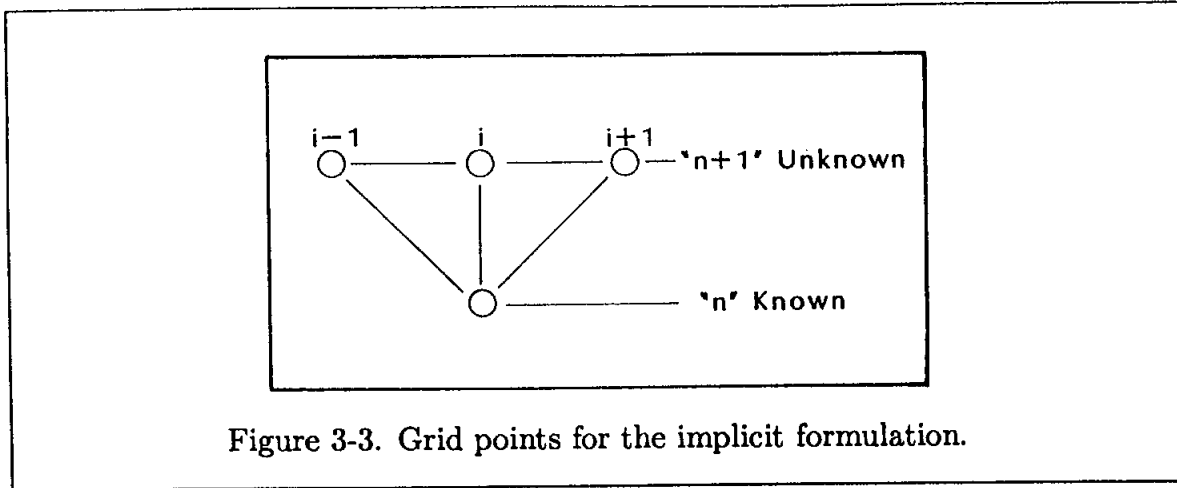 i−1 i i+1
"n+1" Unknown
"n" Known
Figure 3-3. Grid points for the implicit formulation.